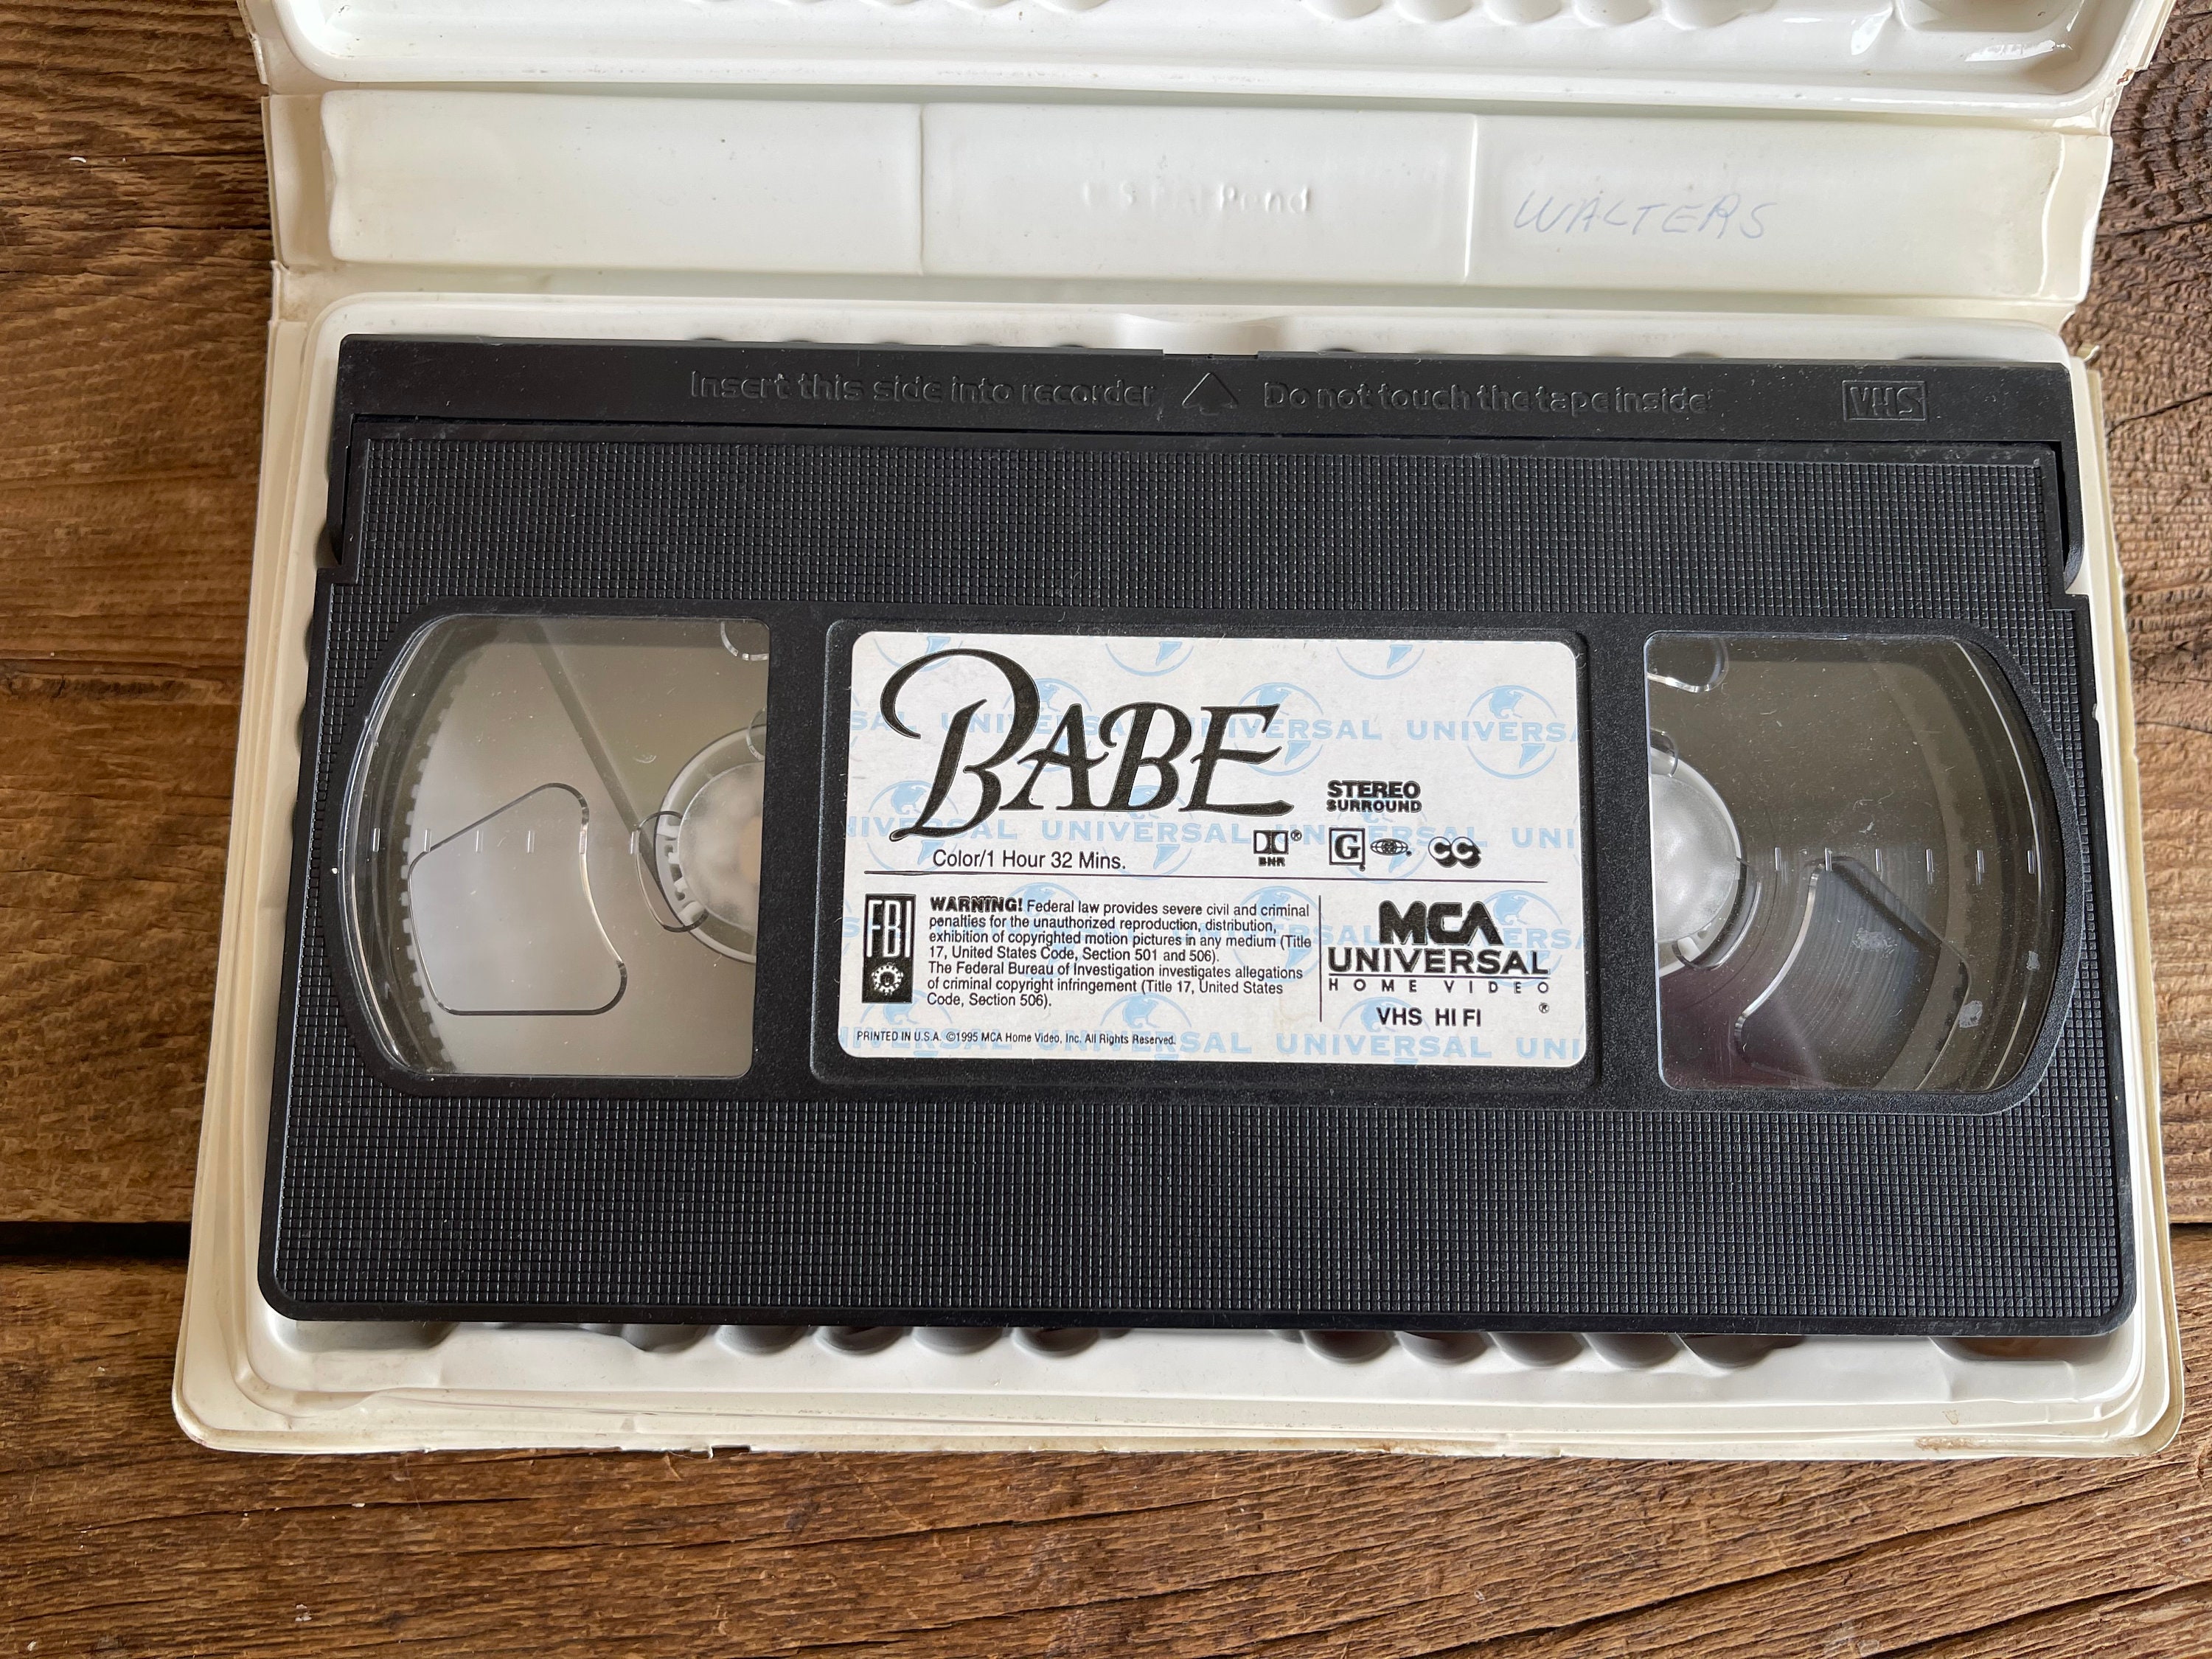 Pend
WALTERS
Insert this side into recorder
Do not touch the tape inside
VHS
BABE
STEREO
SURROUND
BNR
G
CC
Color/1 Hour 32 Mins.
FBI
WARNING! Federal law provides severe civil and criminal
penalties for the unauthorized reproduction, distribution,
exhibition of copyrighted motion pictures in any medium (Title
17, United States Code, Section 501 and 506).
The Federal Bureau of Investigation investigates allegations
of criminal copyright infringement (Title 17, United States
Code, Section 506).
MCA
UNIVERSAL
HOME VIDEO
®
VHS HI FI
PRINTED IN U.S.A. ©1995 MCA Home Video, Inc. All Rights Reserved.